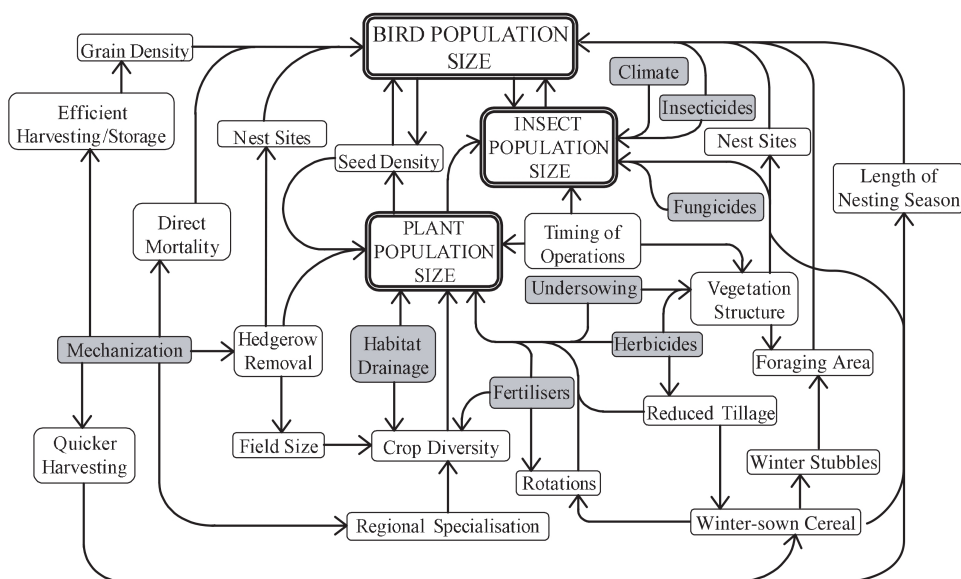 BIRD POPULATION
SIZE
Grain Density
Climate
Efficient
Harvesting/Storage
Insecticides
INSECT
POPULATION
SIZE
Nest Sites
Nest Sites
Seed Density
Length of
Nesting Season
Fungicides
Direct
Mortality
PLANT
POPULATION
SIZE
Timing of
Operations
Undersowing
Vegetation
Structure
Mechanization
Hedgerow
Removal
Habitat
Drainage
Herbicides
Foraging Area
Fertilisers
Reduced Tillage
Quicker
Harvesting
Field Size
Crop Diversity
Winter Stubbles
Rotations
Regional Specialisation
Winter-sown Cereal